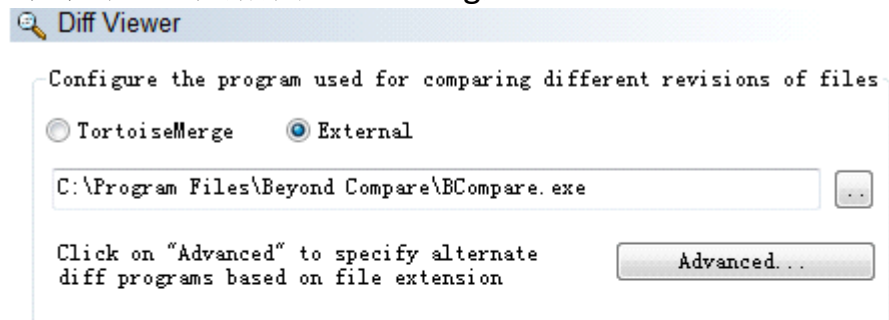 Diff Viewer
Configure the program used for comparing different revisions of files
TortoiseMerge External
C:\Program Files\Beyond Compare\BCompare.exe ..
Click on "Advanced" to specify alternate
diff programs based on file extension
Advanced...